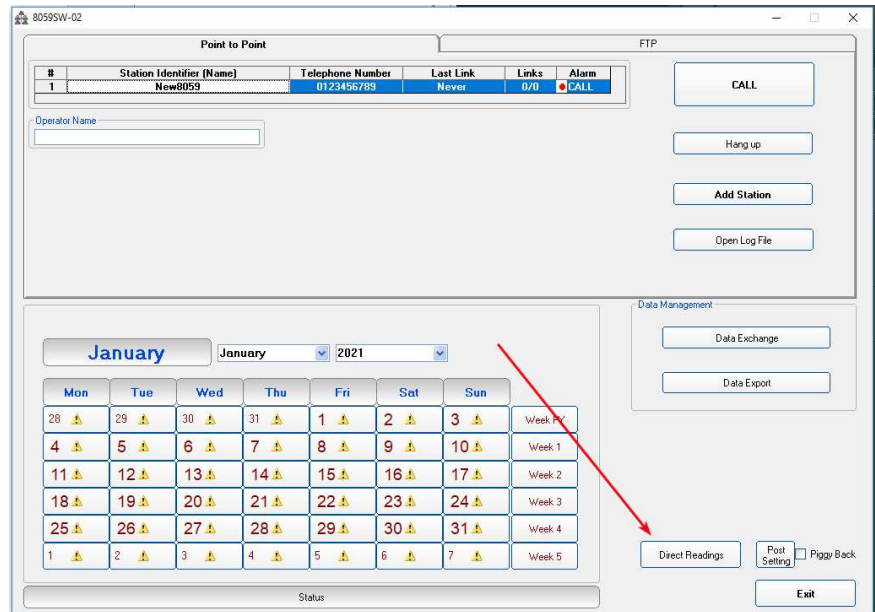 8059SW-02
Point to Point
FTP
# Station Identifier (Name) Telephone Number Last Link Links Alarm
1 New8059 0123456789 Never 0/0 CALL
CALL
Operator Name
Hang up
Add Station
Open Log File
Data Management
Data Exchange
Data Export
January January 2021
Mon Tue Wed Thu Fri Sat Sun
28 29 30 31 1 2 3 Week PY
4 5 6 7 8 9 10 Week 1
11 12 13 14 15 16 17 Week 2
18 19 20 21 22 23 24 Week 3
25 26 27 28 29 30 31 Week 4
1 2 3 4 5 6 7 Week 5
Direct Readings
Post
Setting
Piggy Back
Status
Exit